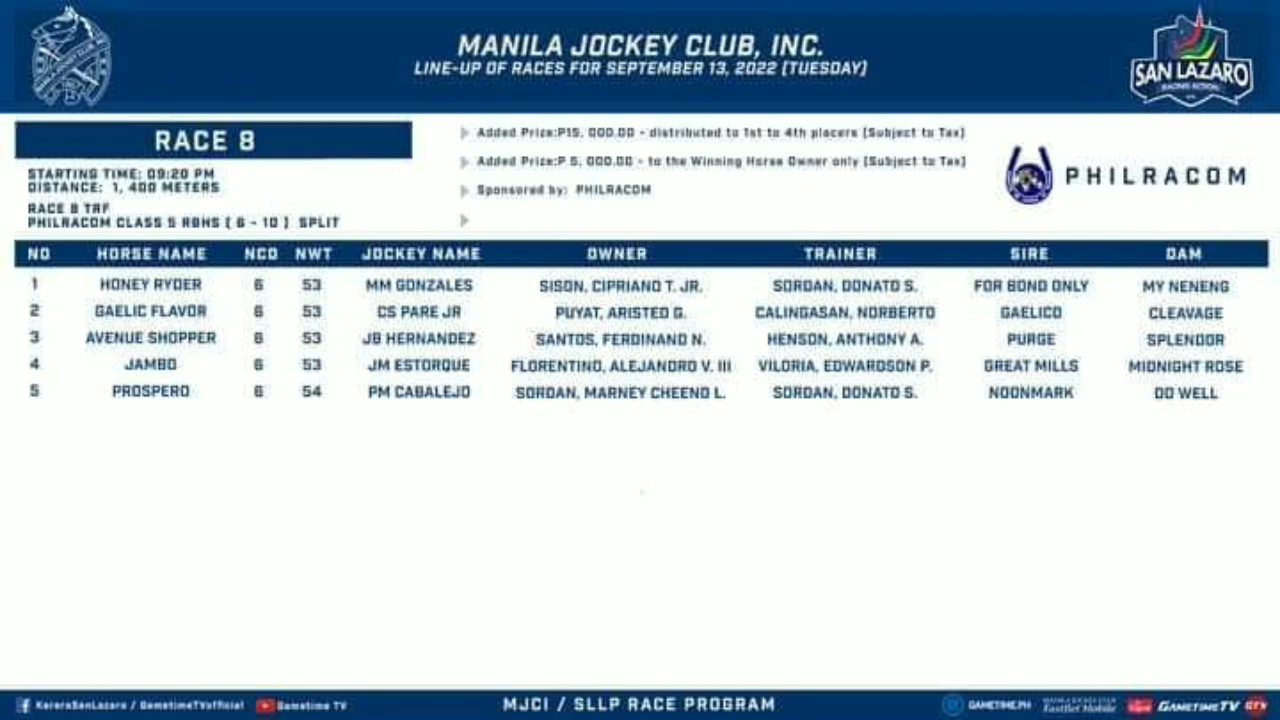 MANILA JOCKEY CLUB, INC.
LINE-UP OF RACES FOR SEPTEMBER 13, 2022 (TUESDAY)
SAN LAZARO
RACE 8
STARTING TIME: 09:20 PM
DISTANCE: 1, 400 METERS
RACE 8 TRF
PHILRACOM CLASS 5 RBHS ( 6 - 10 ) SPLIT
Added Prize:P15, 000.00 - distributed to 1st to 4th placers (Subject to Tax)
Added Prize:P 5, 000.00 - to the Winning Horse Owner only (Subject to Tax)
Sponsored by: PHILRACOM
PHILRACOM
NO HORSE NAME NCO NWT JOCKEY NAME OWNER TRAINER SIRE DAM
1 HONEY RYDER 6 53 MM GONZALES SISON, CIPRIANO T. JR. SORDAN, DONATO S. FOR BOND ONLY MY NENENG
2 GAELIC FLAVOR 6 53 CS PARE JR PUYAT, ARISTEO G. CALINGASAN, NORBERTO GAELICO CLEAVAGE
3 AVENUE SHOPPER 6 53 JB HERNANDEZ SANTOS, FERDINAND N. HENSON, ANTHONY A. PURGE SPLENDOR
4 JAMBO 6 53 JM ESTORQUE FLORENTINO, ALEJANDRO V. III VILORIA, EDWARDSON P. GREAT MILLS MIDNIGHT ROSE
5 PROSPERO 6 54 PM CABALEJO SORDAN, MARNEY CHEENO L. SORDAN, DONATO S. NOONMARK DO WELL
KareraSanLazaro / GametimeTVofficial Gametime TV MJCI / SLLP RACE PROGRAM GAMETIME.PH Fastbet Mobile GAMETIMETV GTV